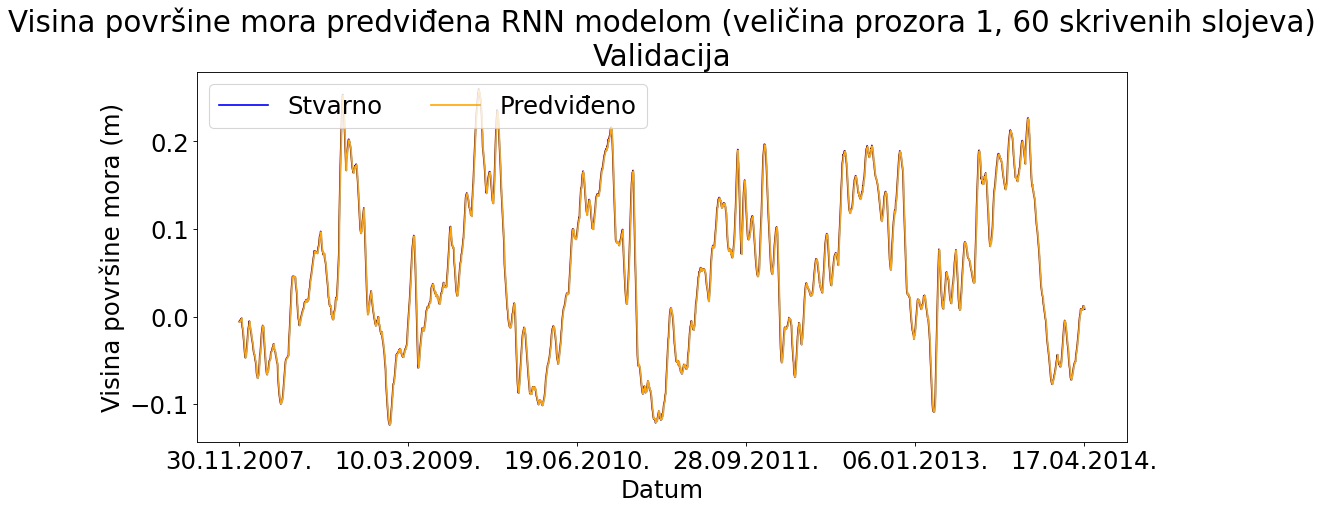 Visina površine mora predviđena RNN modelom (veličina prozora 1, 60 skrivenih slojeva)
Validacija
Stvarno
Predviđeno
Visina površine mora (m)
0.2
0.1
0.0
−0.1
30.11.2007. 10.03.2009. 19.06.2010. 28.09.2011. 06.01.2013. 17.04.2014.
Datum